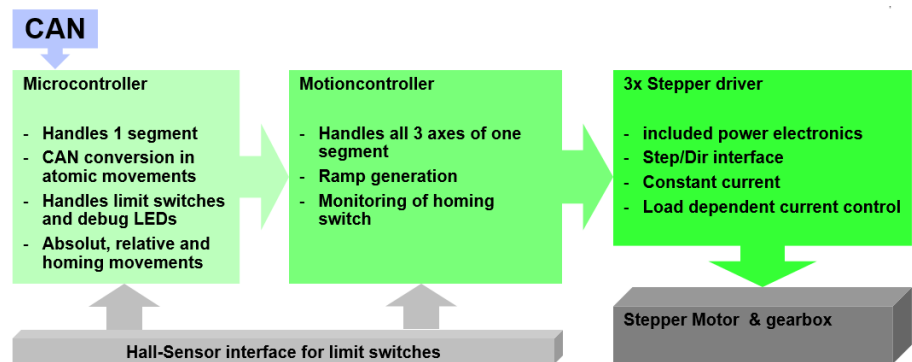 CAN
Microcontroller
- Handles 1 segment
- CAN conversion in
atomic movements
- Handles limit switches
and debug LEDs
- Absolut, relative and
homing movements
Motioncontroller
- Handles all 3 axes of one
segment
- Ramp generation
- Monitoring of homing
switch
3x Stepper driver
- included power electronics
- Step/Dir interface
- Constant current
- Load dependent current control
Stepper Motor & gearbox
Hall-Sensor interface for limit switches